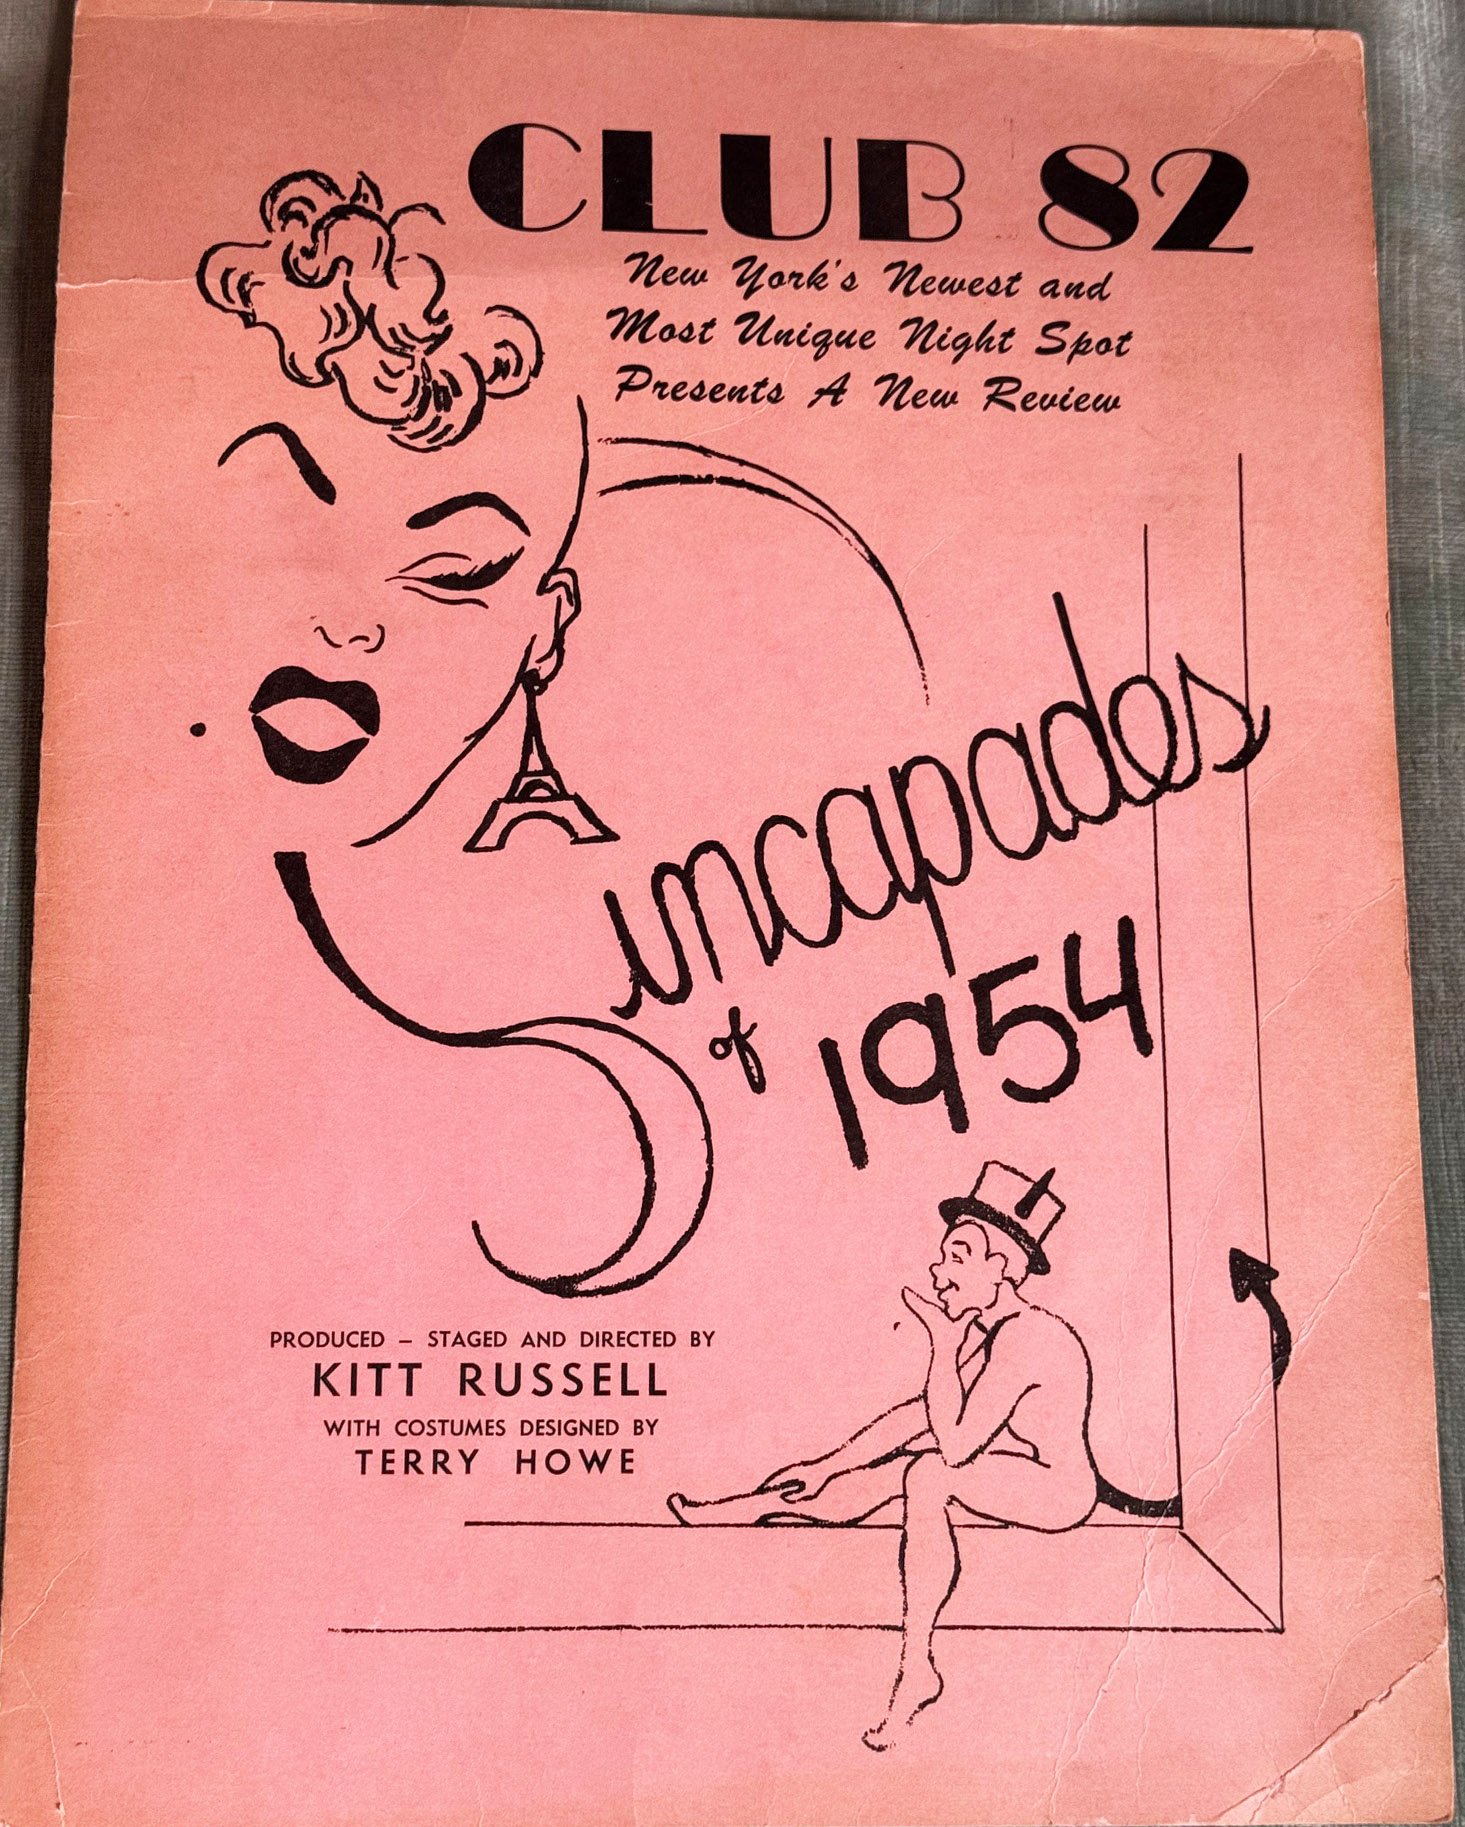 CLUB 82
New York's Newest and
Most Unique Night Spot
Presents A New Review
Sincapades
of 1954
PRODUCED – STAGED AND DIRECTED BY
KITT RUSSELL
WITH COSTUMES DESIGNED BY
TERRY HOWE